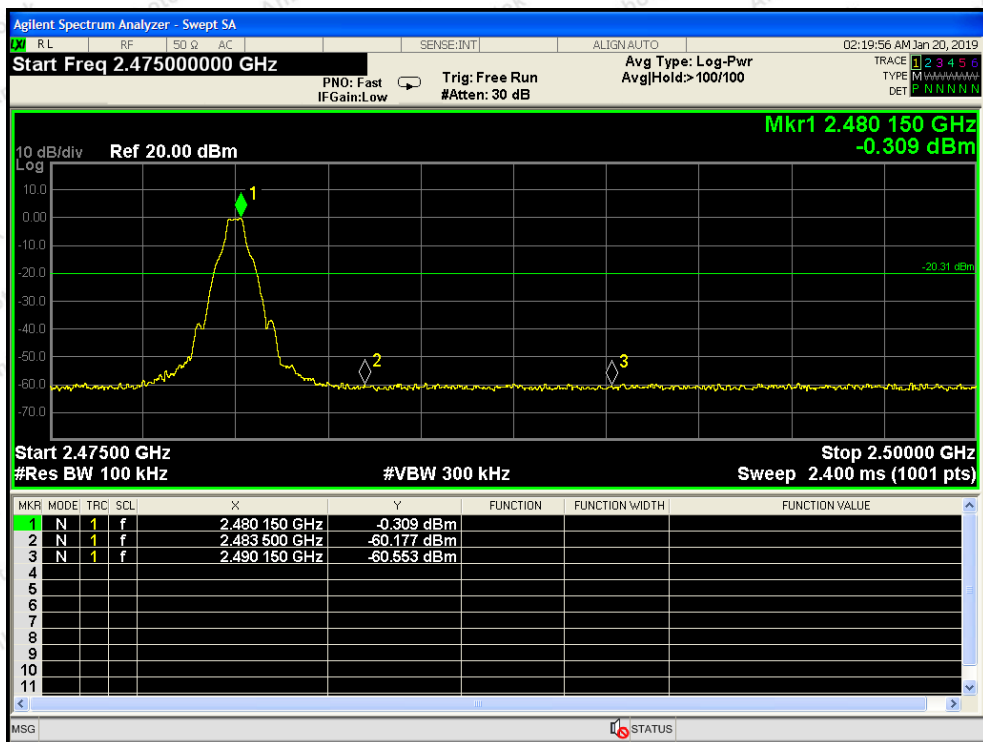 Agilent Spectrum Analyzer - Swept SA
LXI RL RF 50 Ω AC SENSE:INT ALIGN AUTO 02:19:56 AM Jan 20, 2019
Start Freq 2.475000000 GHz
PNO: Fast
IFGain:Low
Trig: Free Run
#Atten: 30 dB
Avg Type: Log-Pwr
Avg|Hold:>100/100
TRACE 1 2 3 4 5 6
TYPE M
DET P N N N N N
Mkr1 2.480 150 GHz
-0.309 dBm
10 dB/div Ref 20.00 dBm
Log
10.0
0.00
-10.0
-20.0
-30.0
-40.0
-50.0
-60.0
-70.0
1
-20.31 dBm
2
3
Start 2.47500 GHz Stop 2.50000 GHz
#Res BW 100 kHz #VBW 300 kHz Sweep 2.400 ms (1001 pts)
MKR MODE TRC SCL X Y FUNCTION FUNCTION WIDTH FUNCTION VALUE
1 N 1 f 2.480 150 GHz -0.309 dBm
2 N 1 f 2.483 500 GHz -60.177 dBm
3 N 1 f 2.490 150 GHz -60.553 dBm
4
5
6
7
8
9
10
11
MSG STATUS